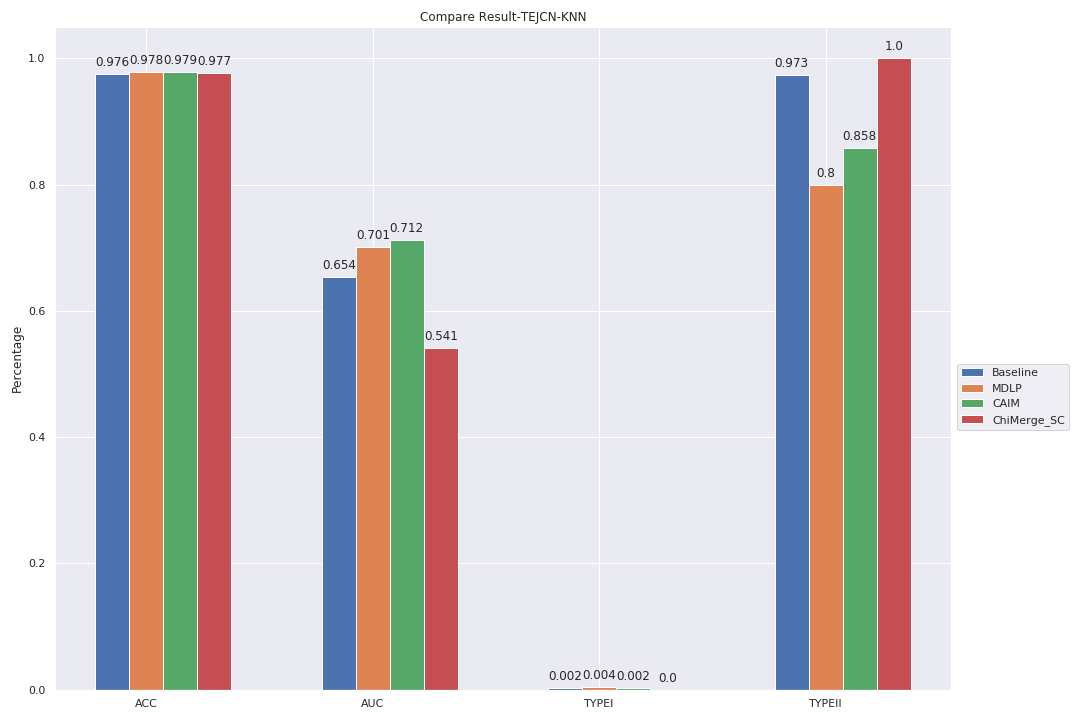 Compare Result-TEJCN-KNN
Percentage
1.0
0.8
0.6
0.4
0.2
0.0
0.976 0.978 0.979 0.977
0.654 0.701 0.712 0.541
0.002 0.004 0.002 0.0
0.973 0.8 0.858 1.0
ACC AUC TYPEI TYPEII
Baseline
MDLP
CAIM
ChiMerge_SC